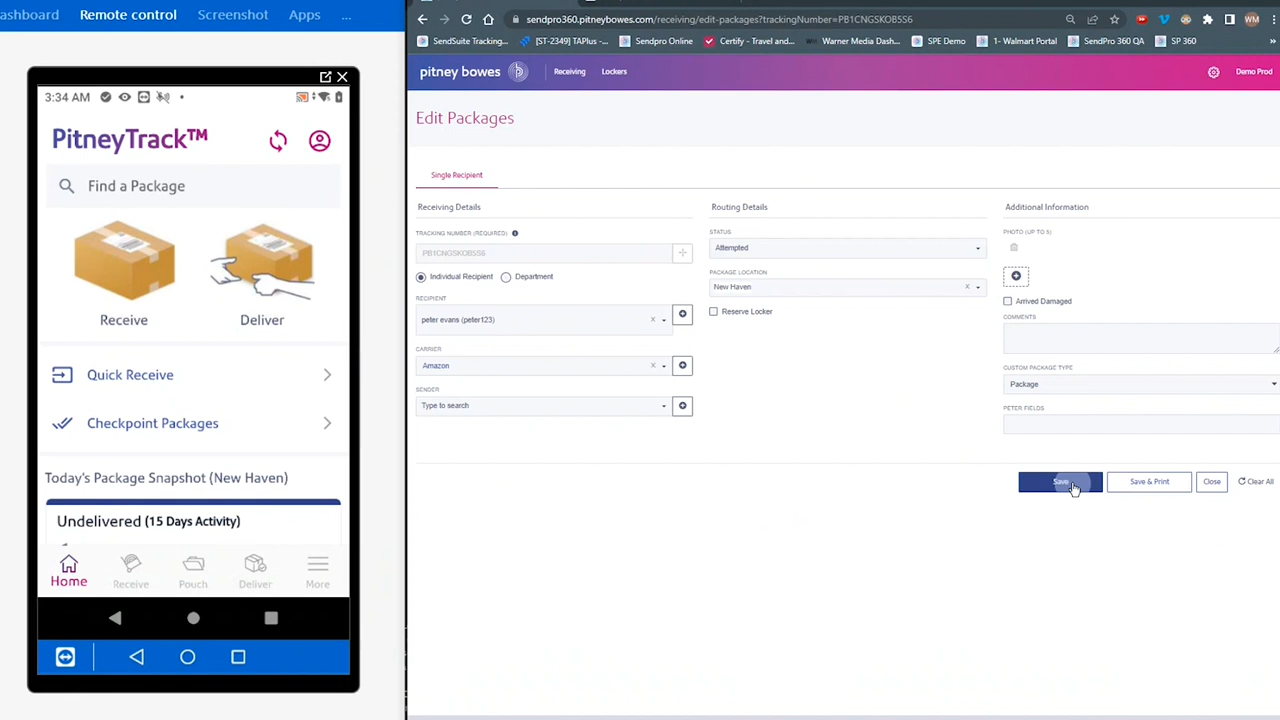 ashboard Remote control Screenshot Apps ...
3:34 AM
PitneyTrack™
Find a Package
Receive Deliver
Quick Receive
Checkpoint Packages
Today's Package Snapshot (New Haven)
Undelivered (15 Days Activity)
Home Receive Pouch Deliver More
sendpro360.pitneybowes.com/receiving/edit-packages?trackingNumber=PB1CNGSKOB5S6
WM
SendSuite Tracking... [ST-2349] TAPlus -... Sendpro Online Certify - Travel and... Warner Media Dash... SPE Demo 1- Walmart Portal SendPro360 QA SP 360
pitney bowes Receiving Lockers Demo Prod
Edit Packages
Single Recipient
Receiving Details
TRACKING NUMBER (REQUIRED)
PB1CNGSKOB5S6
Individual Recipient Department
RECIPIENT
peter evans (peter123)
CARRIER
Amazon
SENDER
Type to search
Routing Details
STATUS
Attempted
PACKAGE LOCATION
New Haven
Reserve Locker
Additional Information
PHOTO (UP TO 5)
Arrived Damaged
COMMENTS
CUSTOM PACKAGE TYPE
Package
PETER FIELDS
Save Save & Print Close Clear All